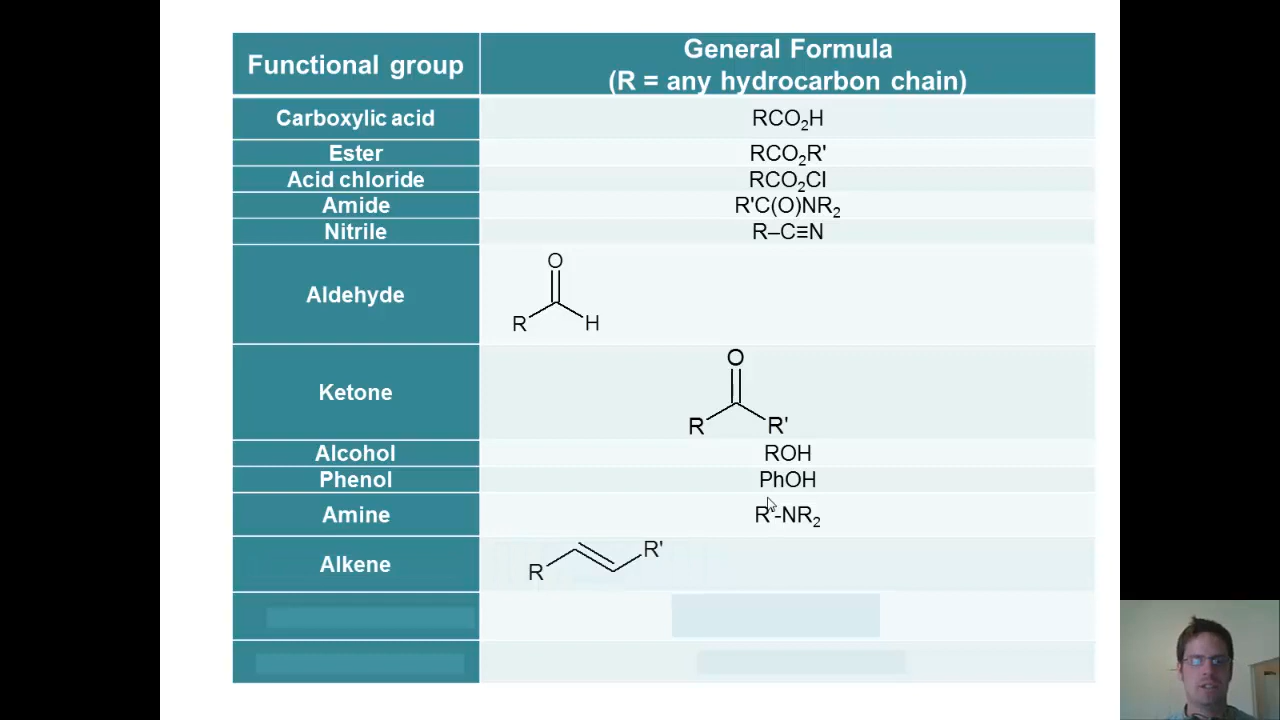 Functional group
General Formula
(R = any hydrocarbon chain)
Carboxylic acid
RCO₂H
Ester
RCO₂R'
Acid chloride
RCO₂Cl
Amide
R'C(O)NR₂
Nitrile
R–C≡N
Aldehyde
O
R H
Ketone
O
R R'
Alcohol
ROH
Phenol
PhOH
Amine
R'-NR₂
Alkene
R R'